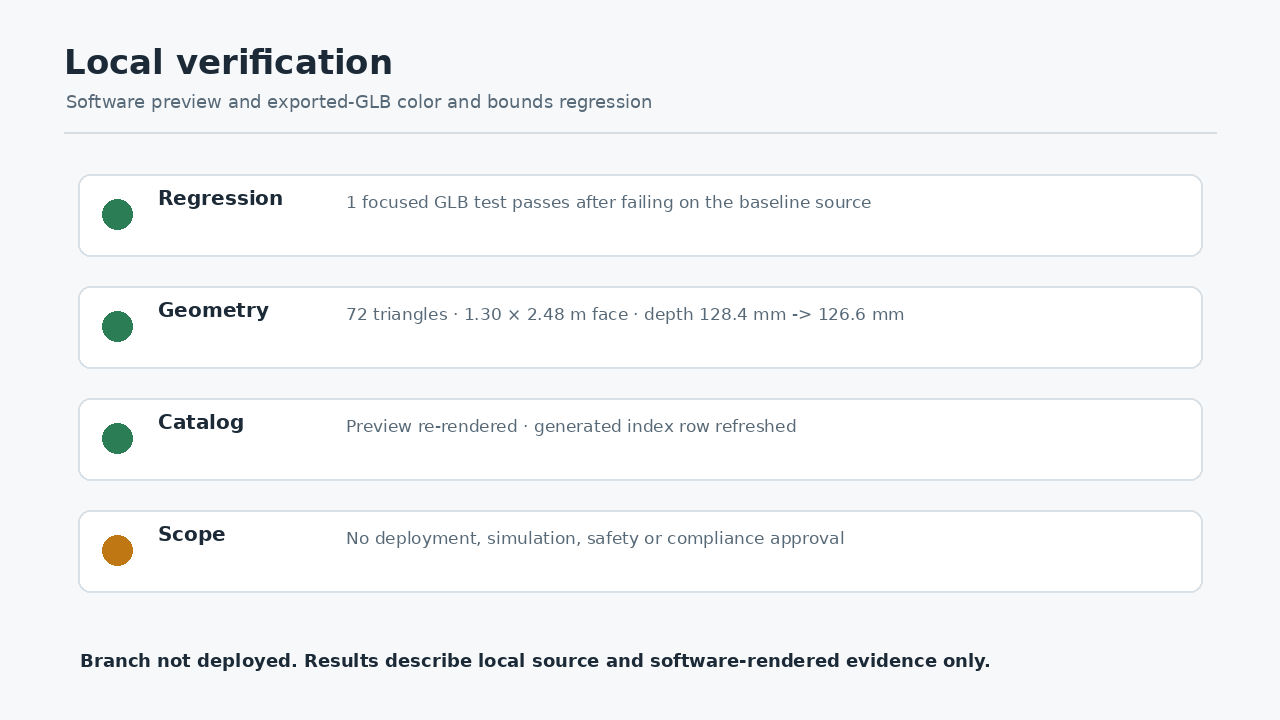 Local verification
Software preview and exported-GLB color and bounds regression
Regression
1 focused GLB test passes after failing on the baseline source
Geometry
72 triangles · 1.30 × 2.48 m face · depth 128.4 mm -> 126.6 mm
Catalog
Preview re-rendered · generated index row refreshed
Scope
No deployment, simulation, safety or compliance approval
Branch not deployed. Results describe local source and software-rendered evidence only.